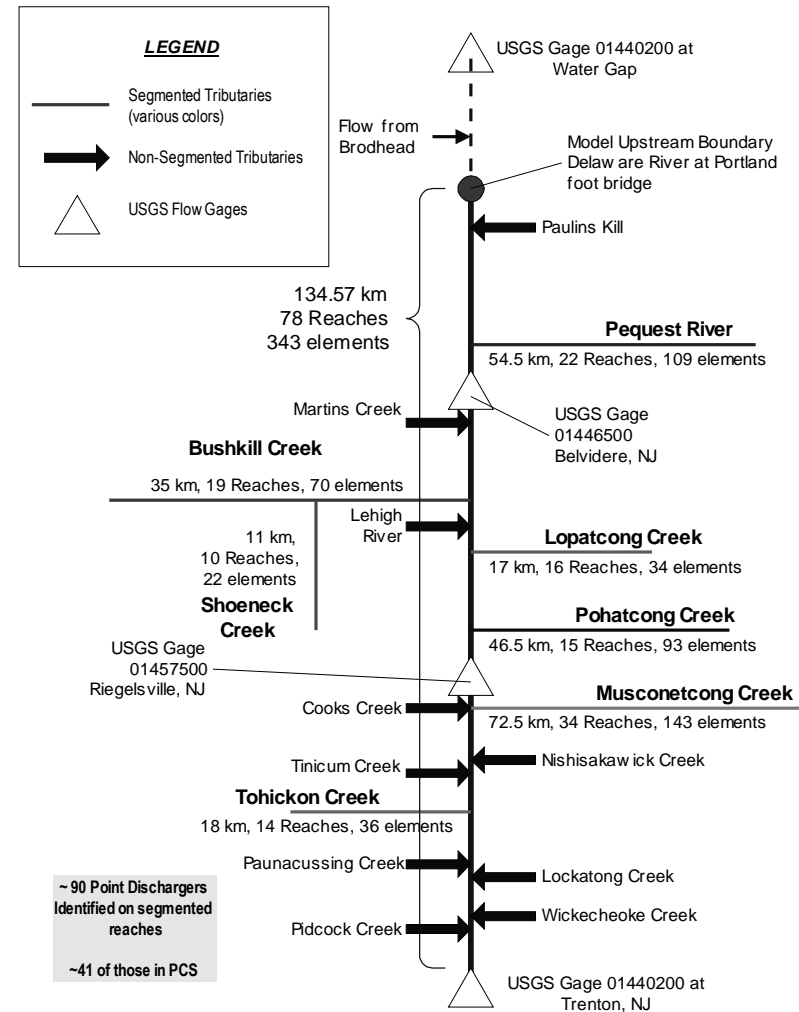 LEGEND
Segmented Tributaries
(various colors)
Non-Segmented Tributaries
USGS Flow Gages
USGS Gage 01440200 at
Water Gap
Flow from
Brodhead
Model Upstream Boundary
Delaw are River at Portland
foot bridge
Paulins Kill
134.57 km
78 Reaches
343 elements
Pequest River
54.5 km, 22 Reaches, 109 elements
Martins Creek
USGS Gage
01446500
Belvidere, NJ
Bushkill Creek
35 km, 19 Reaches, 70 elements
Lehigh
River
11 km,
10 Reaches,
22 elements
Shoeneck
Creek
Lopatcong Creek
17 km, 16 Reaches, 34 elements
Pohatcong Creek
46.5 km, 15 Reaches, 93 elements
USGS Gage
01457500
Riegelsville, NJ
Musconetcong Creek
72.5 km, 34 Reaches, 143 elements
Cooks Creek
Nishisakaw ick Creek
Tinicum Creek
Tohickon Creek
18 km, 14 Reaches, 36 elements
Paunacussing Creek
Lockatong Creek
Wickecheoke Creek
Pidcock Creek
~ 90 Point Dischargers
Identified on segmented
reaches
~41 of those in PCS
USGS Gage 01440200 at
Trenton, NJ